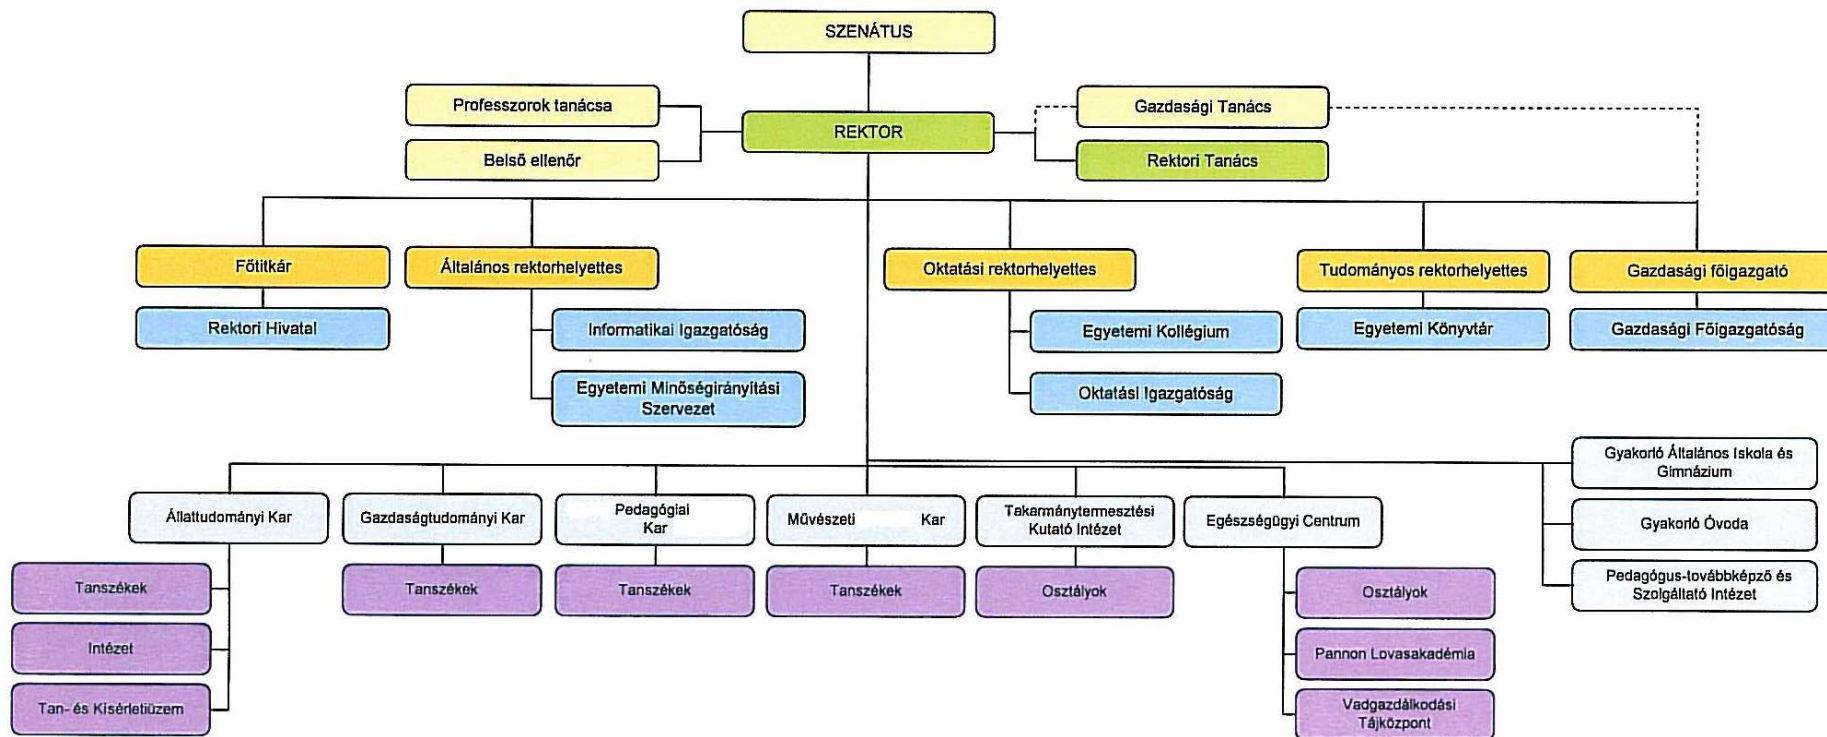 SZENÁTUS
Professzorok tanácsa
Gazdasági Tanács
REKTOR
Belső ellenőr
Rektori Tanács
Főtitkár
Általános rektorhelyettes
Oktatási rektorhelyettes
Tudományos rektorhelyettes
Gazdasági főigazgató
Rektori Hivatal
Informatikai Igazgatóság
Egyetemi Kollégium
Egyetemi Könyvtár
Gazdasági Főigazgatóság
Egyetemi Minőségirányítási
Szervezet
Oktatási Igazgatóság
Gyakorló Általános Iskola és
Gimnázium
Állattudományi Kar
Gazdaságtudományi Kar
Pedagógiai
Kar
Művészeti Kar
Takarmánytermesztési
Kutató Intézet
Egészségügyi Centrum
Gyakorló Óvoda
Tanszékek
Tanszékek
Tanszékek
Tanszékek
Osztályok
Osztályok
Pedagógus-továbbképző és
Szolgáltató Intézet
Intézet
Pannon Lovasakadémia
Tan- és Kísérletiüzem
Vadgazdálkodási
Tájközpont